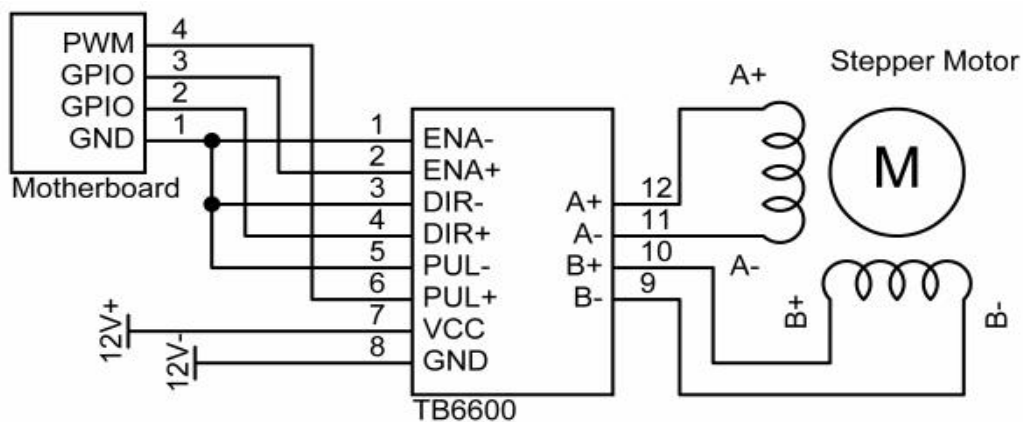 PWM 4
GPIO 3
GPIO 2
GND 1
Motherboard
1 ENA-
2 ENA+
3 DIR-
4 DIR+
5 PUL-
6 PUL+
7 VCC
8 GND
12V+
12V-
TB6600
A+ 12
A- 11
B+ 10
B- 9
A+
A-
Stepper Motor
M
B+
B-